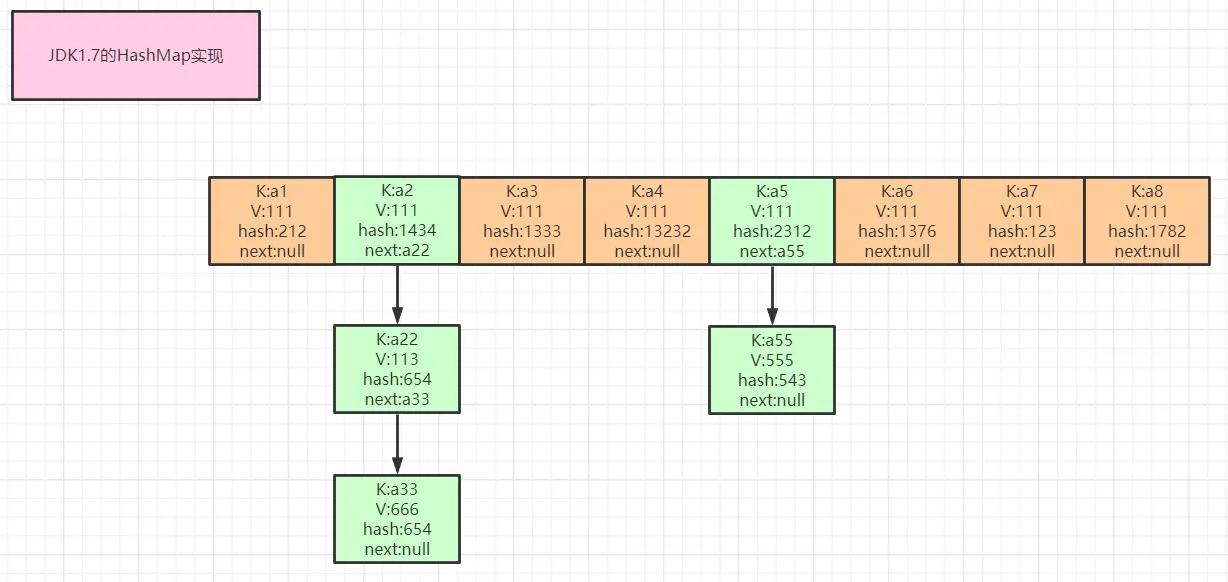 JDK1.7的HashMap实现
K:a1
V:111
hash:212
next:null
K:a2
V:111
hash:1434
next:a22
K:a3
V:111
hash:1333
next:null
K:a4
V:111
hash:13232
next:null
K:a5
V:111
hash:2312
next:a55
K:a6
V:111
hash:1376
next:null
K:a7
V:111
hash:123
next:null
K:a8
V:111
hash:1782
next:null
K:a22
V:113
hash:654
next:a33
K:a55
V:555
hash:543
next:null
K:a33
V:666
hash:654
next:null